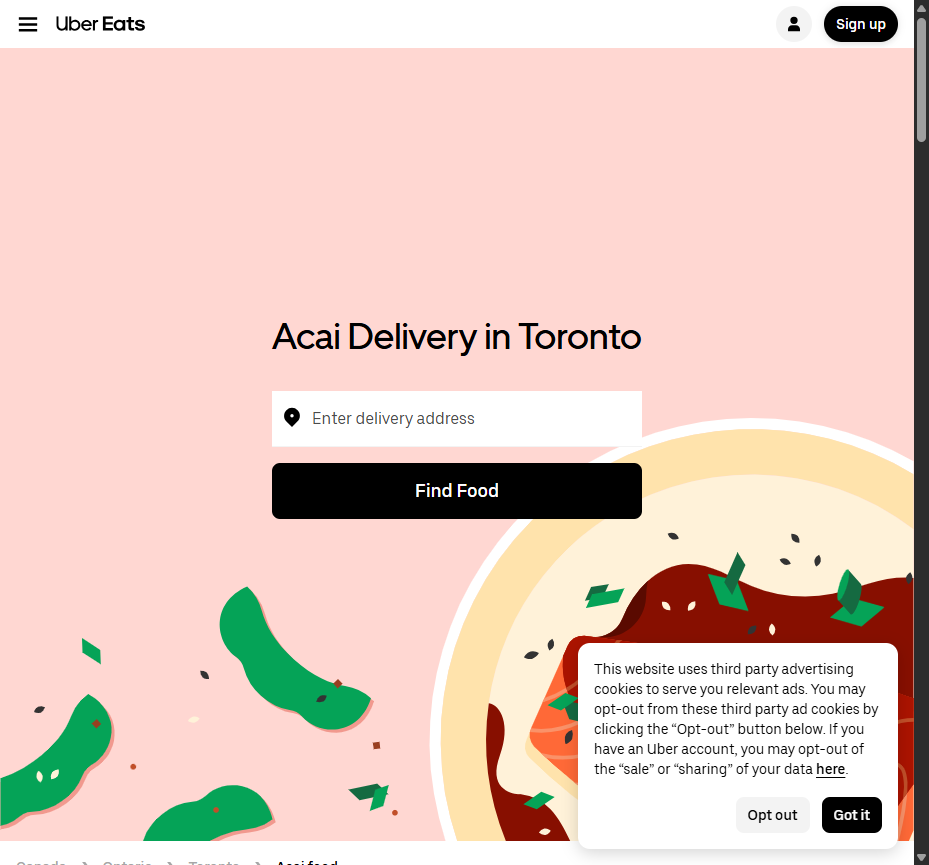 Uber Eats
Sign up
Acai Delivery in Toronto
Enter delivery address
Find Food
This website uses third party advertising
cookies to serve you relevant ads. You may
opt-out from these third party ad cookies by
clicking the “Opt-out” button below. If you
have an Uber account, you may opt-out of
the “sale” or “sharing” of your data here.
Opt out
Got it
Canada > Ontario > Toronto > Acai food